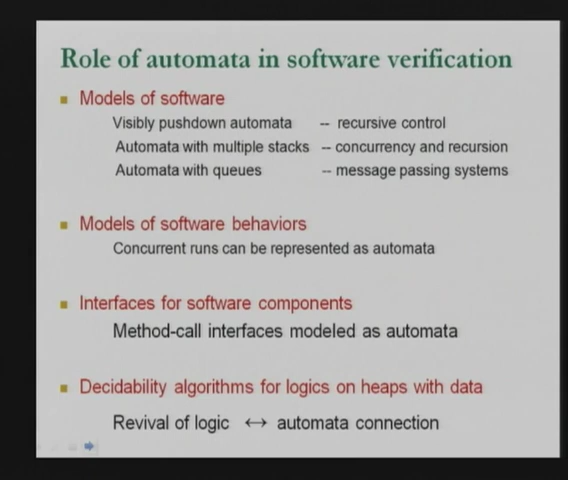 Role of automata in software verification
Models of software
Visibly pushdown automata -- recursive control
Automata with multiple stacks -- concurrency and recursion
Automata with queues -- message passing systems
Models of software behaviors
Concurrent runs can be represented as automata
Interfaces for software components
Method-call interfaces modeled as automata
Decidability algorithms for logics on heaps with data
Revival of logic ↔ automata connection